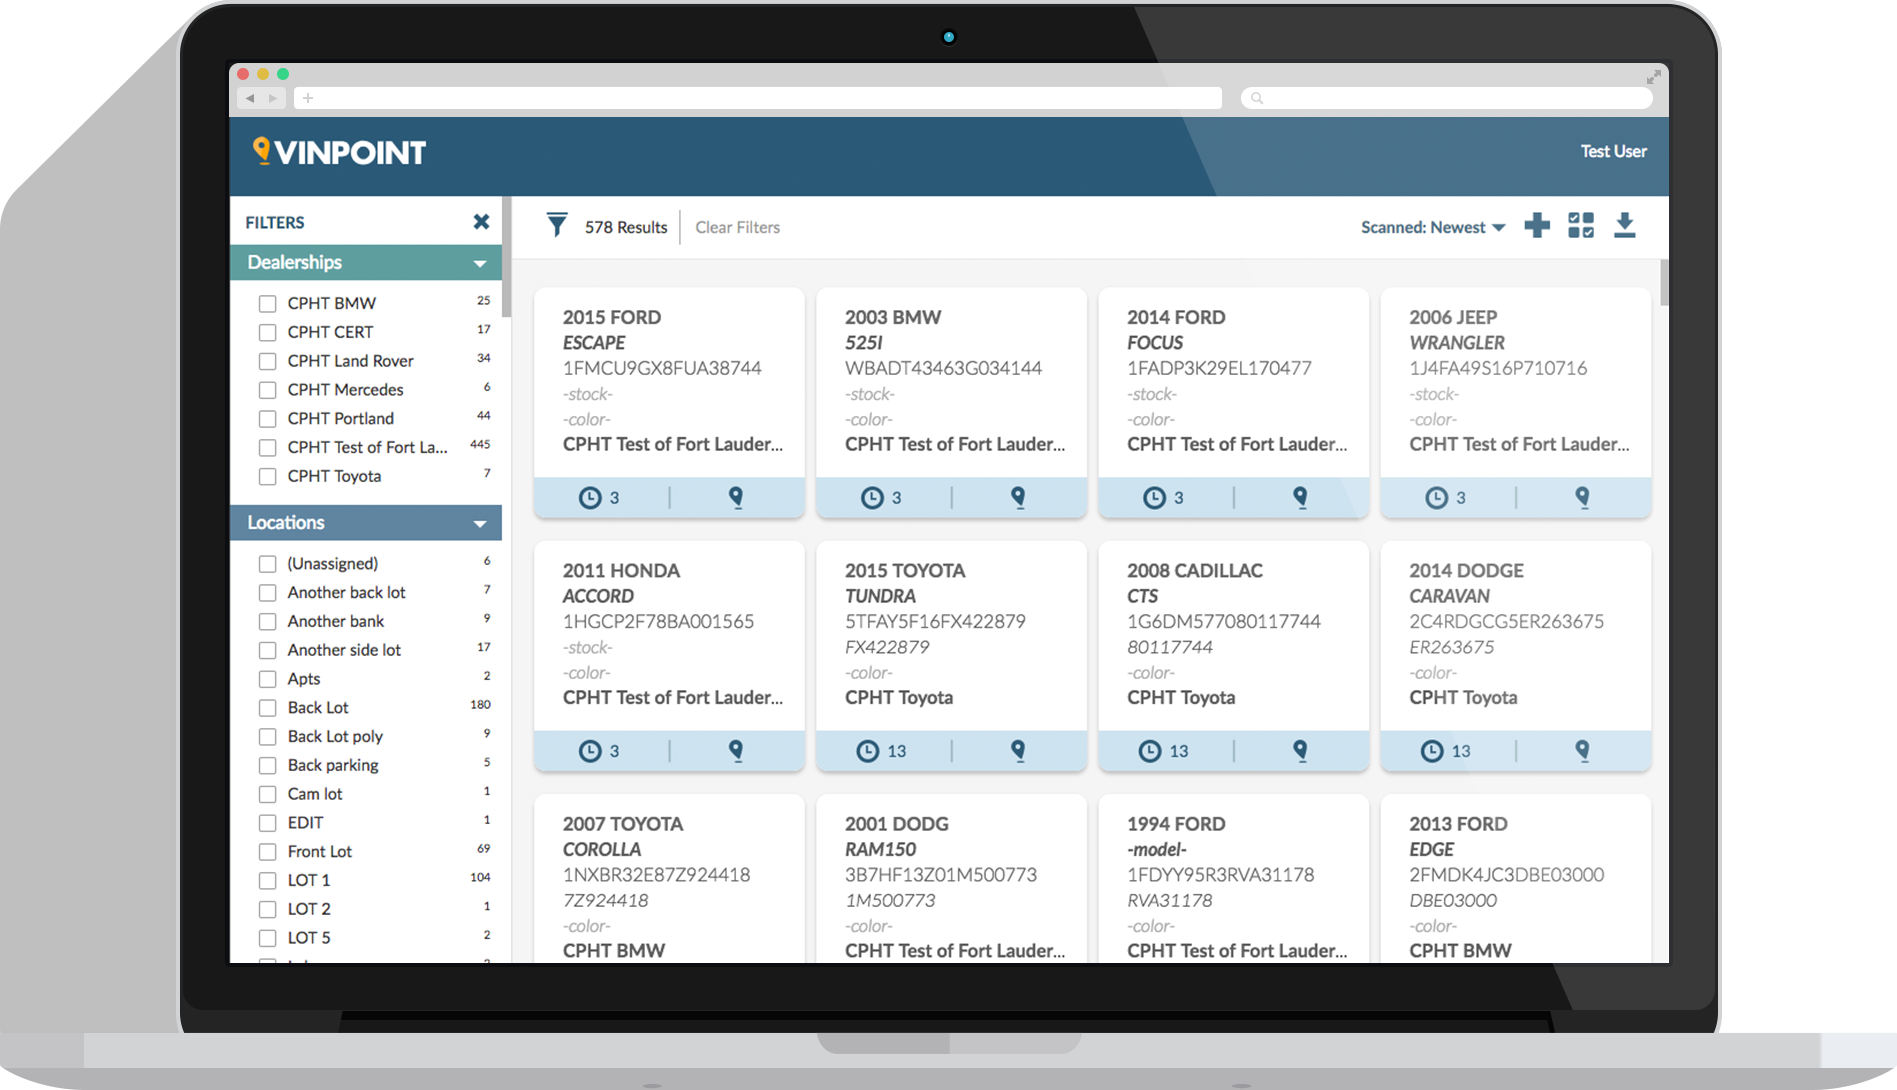 VINPOINT
Test User
FILTERS
578 Results
Clear Filters
Scanned: Newest
Dealerships
CPHT BMW 25
CPHT CERT 17
CPHT Land Rover 34
CPHT Mercedes 6
CPHT Portland 44
CPHT Test of Fort La... 445
CPHT Toyota 7
Locations
(Unassigned) 6
Another back lot 7
Another bank 9
Another side lot 17
Apts 2
Back Lot 180
Back Lot poly 9
Back parking 5
Cam lot 1
EDIT 1
Front Lot 69
LOT 1 104
LOT 2 1
LOT 5 2
2015 FORD
ESCAPE
1FMCU9GX8FUA38744
-stock-
-color-
CPHT Test of Fort Lauder...
3
2003 BMW
525I
WBADT43463G034144
-stock-
-color-
CPHT Test of Fort Lauder...
3
2014 FORD
FOCUS
1FADP3K29EL170477
-stock-
-color-
CPHT Test of Fort Lauder...
3
2006 JEEP
WRANGLER
1J4FA49S16P710716
-stock-
-color-
CPHT Test of Fort Lauder...
3
2011 HONDA
ACCORD
1HGCP2F78BA001565
-stock-
-color-
CPHT Test of Fort Lauder...
3
2015 TOYOTA
TUNDRA
5TFAY5F16FX422879
FX422879
-color-
CPHT Toyota
13
2008 CADILLAC
CTS
1G6DM577080117744
80117744
-color-
CPHT Toyota
13
2014 DODGE
CARAVAN
2C4RDGCG5ER263675
ER263675
-color-
CPHT Toyota
13
2007 TOYOTA
COROLLA
1NXBR32E87Z924418
7Z924418
-color-
CPHT BMW
2001 DODG
RAM150
3B7HF13Z01M500773
1M500773
-color-
CPHT Test of Fort Lauder...
1994 FORD
-model-
1FDYY95R3RVA31178
RVA31178
-color-
CPHT Test of Fort Lauder...
2013 FORD
EDGE
2FMDK4JC3DBE03000
DBE03000
-color-
CPHT BMW